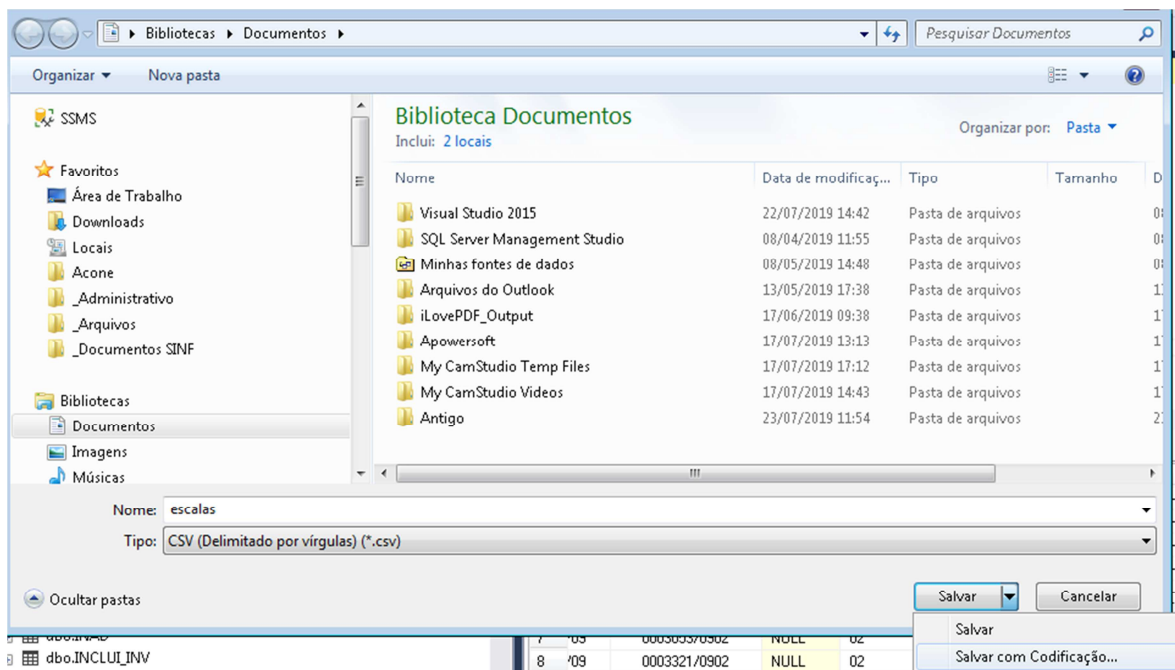 Bibliotecas Documentos Pesquisar Documentos
Organizar Nova pasta
SSMS
Favoritos
Área de Trabalho
Downloads
Locais
Acone
_Administrativo
_Arquivos
_Documentos SINF
Bibliotecas
Documentos
Imagens
Músicas
Biblioteca Documentos
Inclui: 2 locais
Organizar por: Pasta
Nome Data de modificaç... Tipo Tamanho D
Visual Studio 2015 22/07/2019 14:42 Pasta de arquivos
SQL Server Management Studio 08/04/2019 11:55 Pasta de arquivos
Minhas fontes de dados 08/05/2019 14:48 Pasta de arquivos
Arquivos do Outlook 13/05/2019 17:38 Pasta de arquivos
iLovePDF_Output 17/06/2019 09:38 Pasta de arquivos
Apowersoft 17/07/2019 13:13 Pasta de arquivos
My CamStudio Temp Files 17/07/2019 17:12 Pasta de arquivos
My CamStudio Videos 17/07/2019 14:43 Pasta de arquivos
Antigo 23/07/2019 11:54 Pasta de arquivos
Nome: escalas
Tipo: CSV (Delimitado por vírgulas) (*.csv)
Ocultar pastas Salvar Cancelar
Salvar
Salvar com Codificação...
dbo.INCLUI_INV 8 /09 0003321/0902 NULL 02